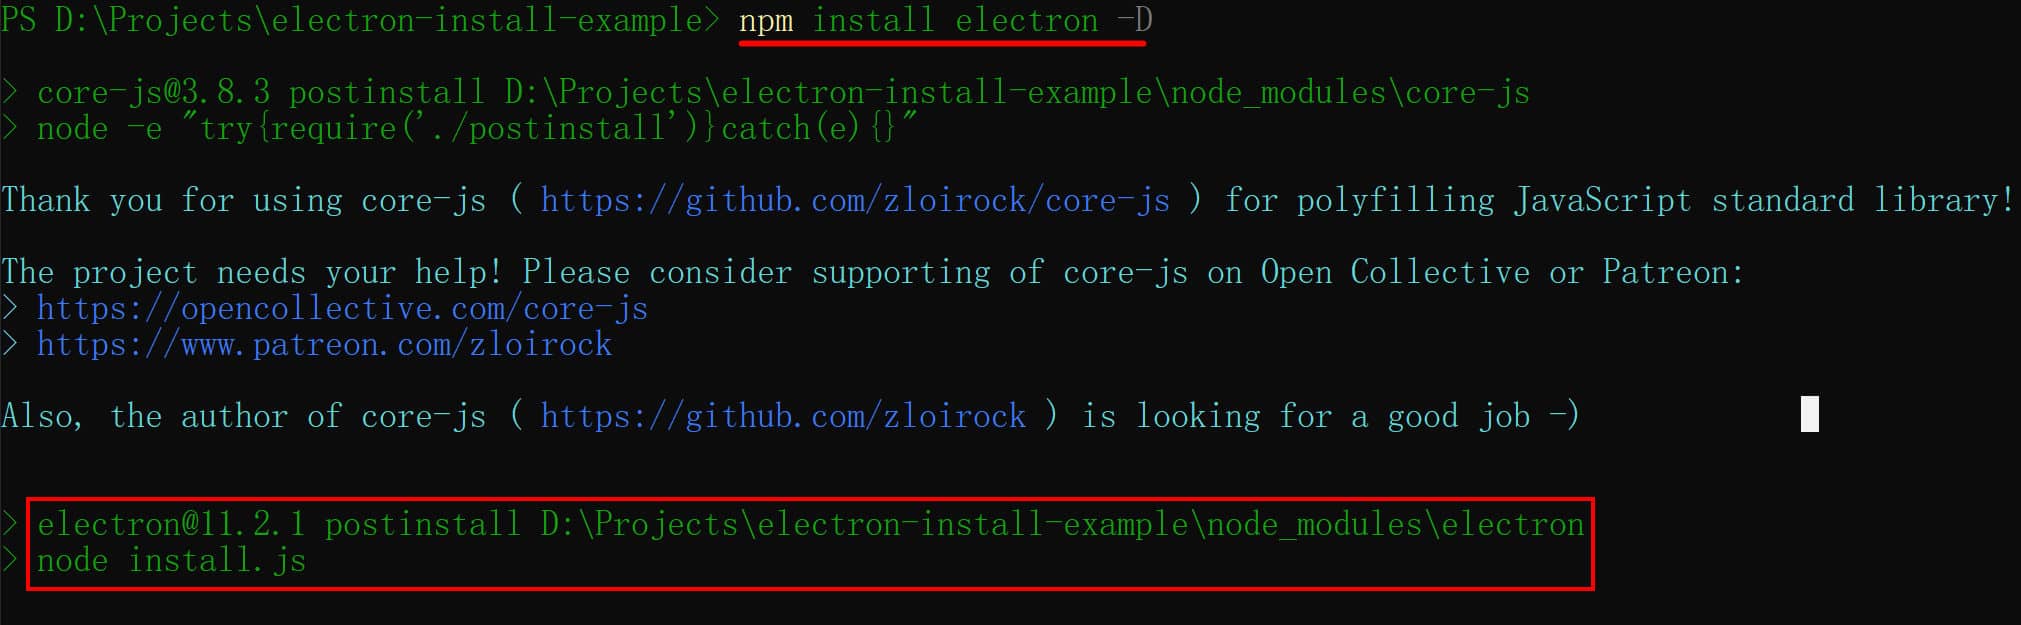 PS D:\Projects\electron-install-example> npm install electron -D
> core-js@3.8.3 postinstall D:\Projects\electron-install-example\node_modules\core-js
> node -e "try{require('./postinstall')}catch(e){}"
Thank you for using core-js ( https://github.com/zloirock/core-js ) for polyfilling JavaScript standard library!
The project needs your help! Please consider supporting of core-js on Open Collective or Patreon:
> https://opencollective.com/core-js
> https://www.patreon.com/zloirock
Also, the author of core-js ( https://github.com/zloirock ) is looking for a good job -)
> electron@11.2.1 postinstall D:\Projects\electron-install-example\node_modules\electron
> node install.js